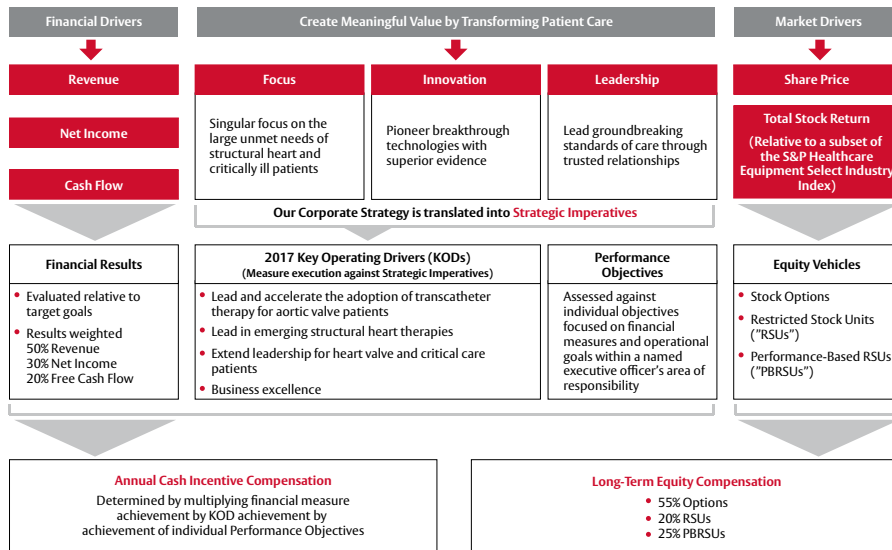 Financial Drivers
Create Meaningful Value by Transforming Patient Care
Market Drivers
Revenue
Net Income
Cash Flow
Focus
Singular focus on the
large unmet needs of
structural heart and
critically ill patients
Innovation
Pioneer breakthrough
technologies with
superior evidence
Leadership
Lead groundbreaking
standards of care through
trusted relationships
Share Price
Total Stock Return
(Relative to a subset of
the S&P Healthcare
Equipment Select Industry
Index)
Our Corporate Strategy is translated into Strategic Imperatives
Financial Results
• Evaluated relative to
target goals
• Results weighted
50% Revenue
30% Net Income
20% Free Cash Flow
2017 Key Operating Drivers (KODs)
(Measure execution against Strategic Imperatives)
• Lead and accelerate the adoption of transcatheter
therapy for aortic valve patients
• Lead in emerging structural heart therapies
• Extend leadership for heart valve and critical care
patients
• Business excellence
Performance
Objectives
Assessed against
individual objectives
focused on financial
measures and operational
goals within a named
executive officer's area of
responsibility
Equity Vehicles
• Stock Options
• Restricted Stock Units
("RSUs")
• Performance-Based RSUs
("PBRSUs")
Annual Cash Incentive Compensation
Determined by multiplying financial measure
achievement by KOD achievement by
achievement of individual Performance Objectives
Long-Term Equity Compensation
• 55% Options
• 20% RSUs
• 25% PBRSUs